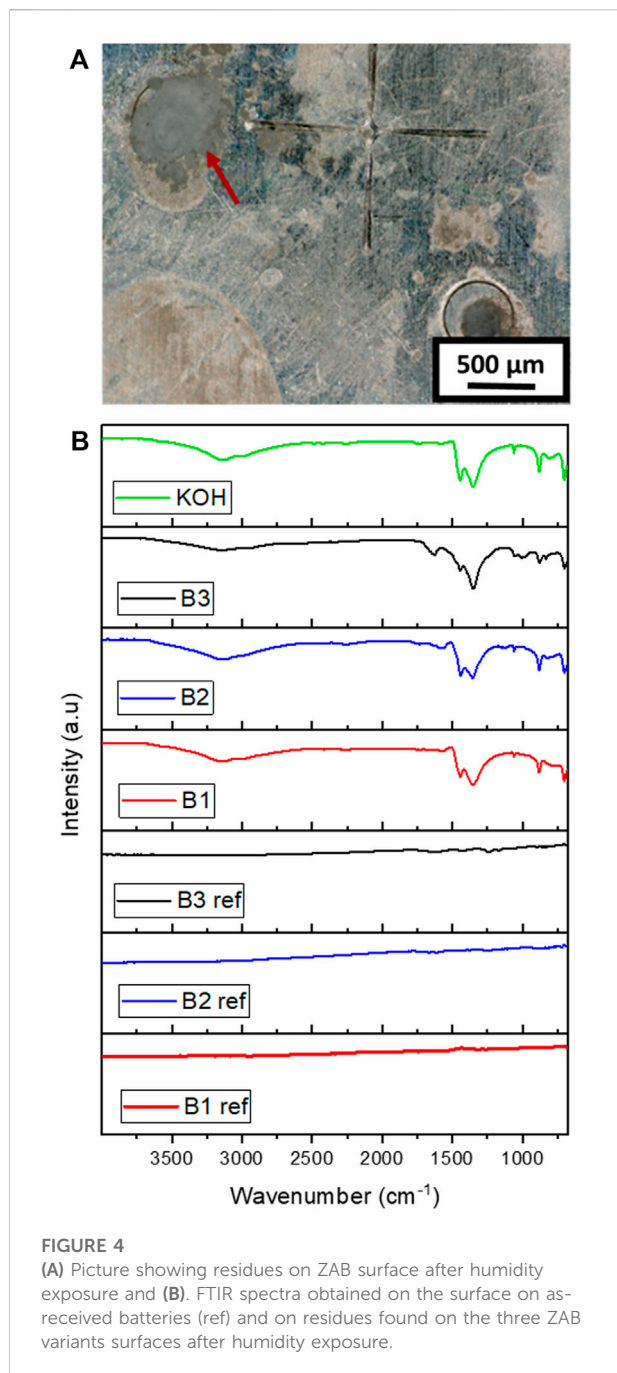 A
500 µm
B
KOH
B3
B2
B1
B3 ref
B2 ref
B1 ref
Intensity (a.u)
3500 3000 2500 2000 1500 1000
Wavenumber (cm⁻¹)
FIGURE 4
(A) Picture showing residues on ZAB surface after humidity
exposure and (B). FTIR spectra obtained on the surface on as-
received batteries (ref) and on residues found on the three ZAB
variants surfaces after humidity exposure.